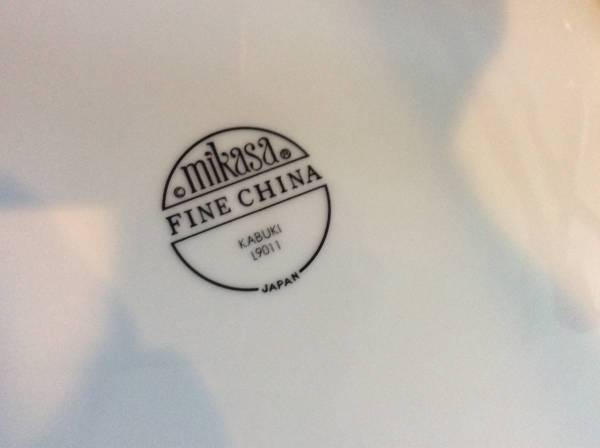 © mikasa ®
FINE CHINA
KABUKI
L9011
JAPAN